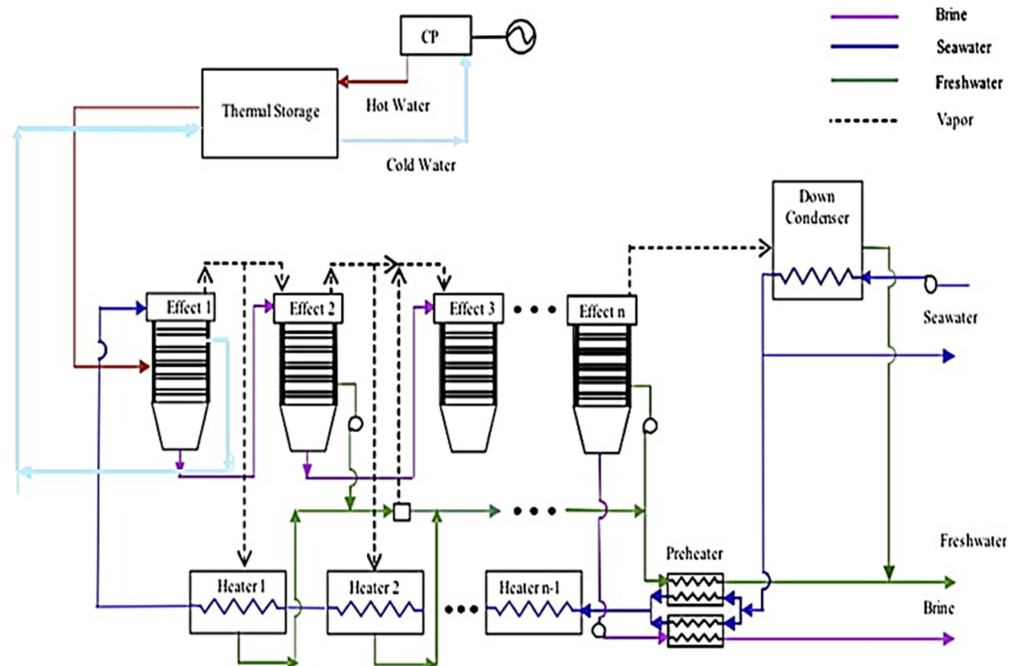 Brine
CP
Seawater
Freshwater
Thermal Storage
Hot Water
Vapor
Cold Water
Down
Condenser
Effect 1
Effect 2
Effect 3
Effect n
Seawater
Preheater
Freshwater
Heater 1
Heater 2
Heater n-1
Brine